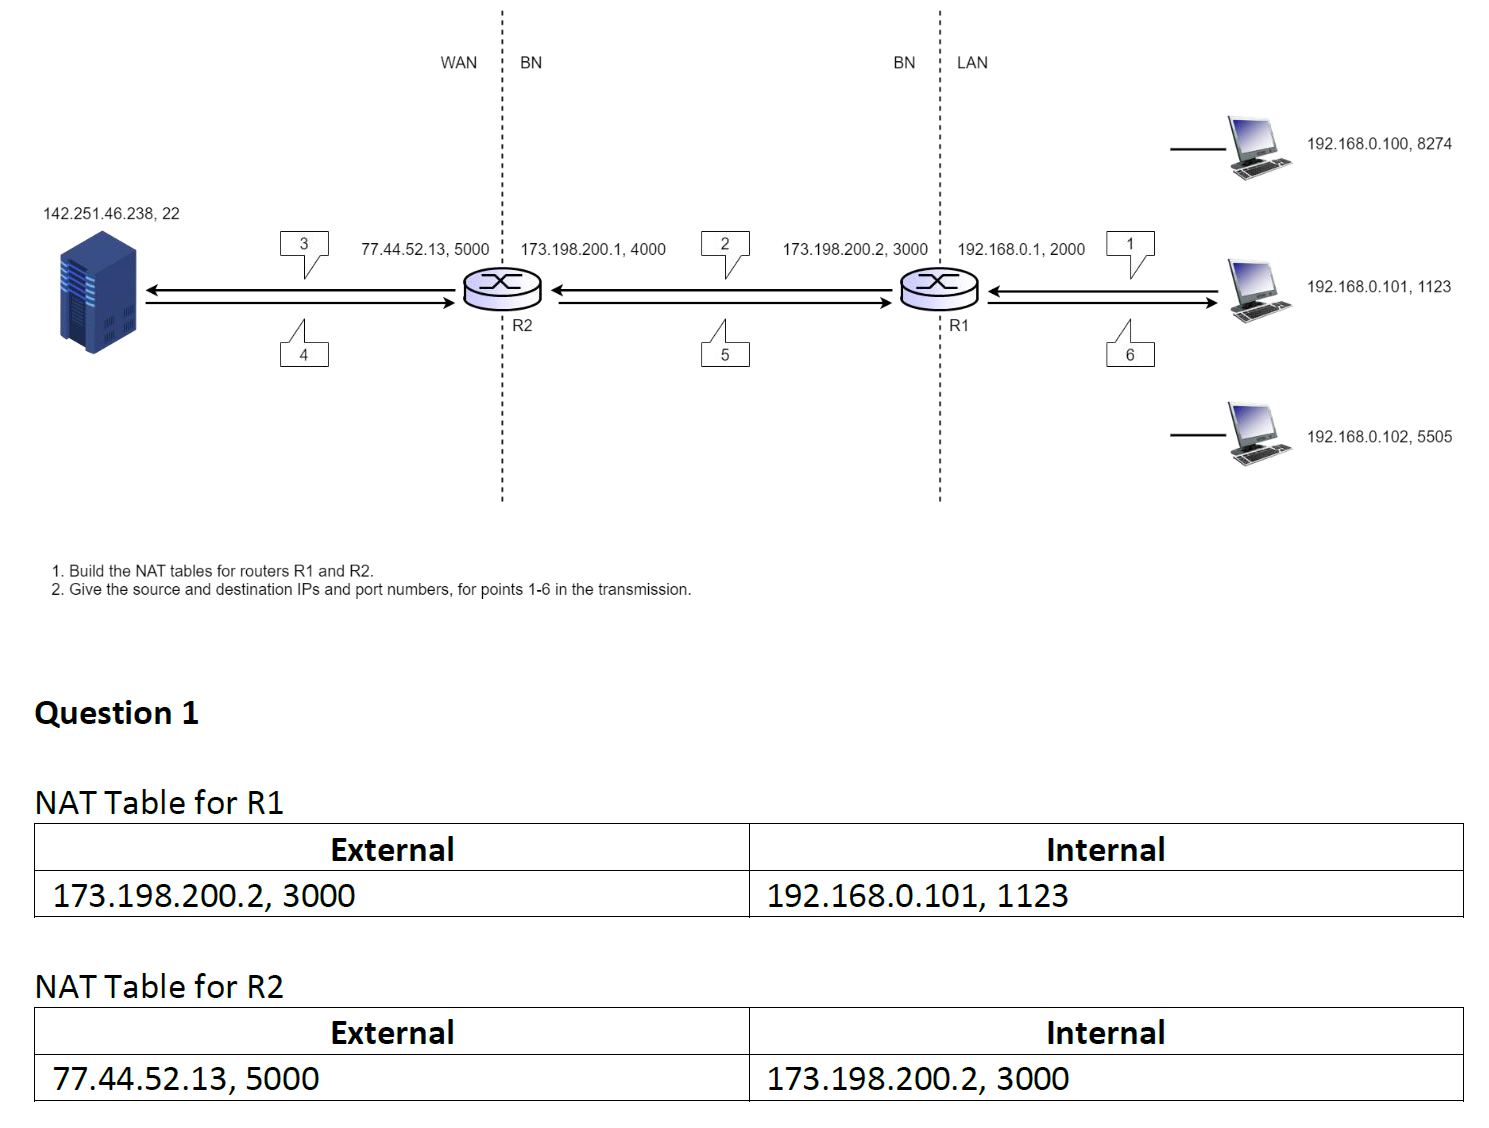 WAN
BN
BN
LAN
192.168.0.100, 8274
142.251.46.238, 22
3
77.44.52.13, 5000
173.198.200.1, 4000
2
173.198.200.2, 3000
192.168.0.1, 2000
1
192.168.0.101, 1123
R2
R1
4
5
6
192.168.0.102, 5505
1. Build the NAT tables for routers R1 and R2.
2. Give the source and destination IPs and port numbers, for points 1-6 in the transmission.
Question 1
NAT Table for R1
External Internal
173.198.200.2, 3000 192.168.0.101, 1123
NAT Table for R2
External Internal
77.44.52.13, 5000 173.198.200.2, 3000